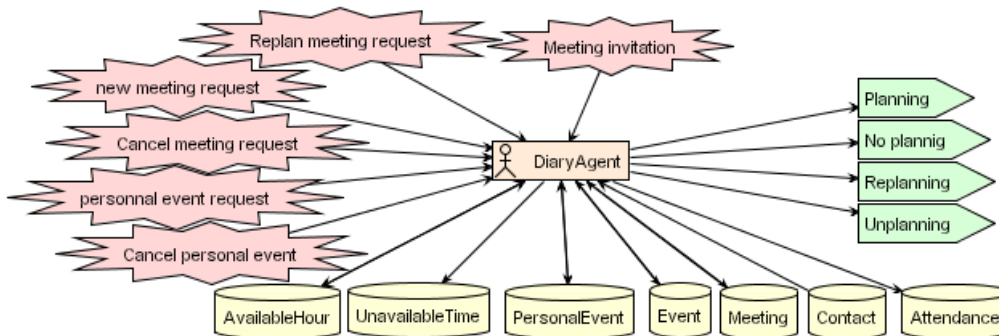 Replan meeting request
Meeting invitation
new meeting request
Cancel meeting request
personnal event request
Cancel personal event
DiaryAgent
Planning
No plannig
Replanning
Unplanning
AvailableHour
UnavailableTime
PersonalEvent
Event
Meeting
Contact
Attendance